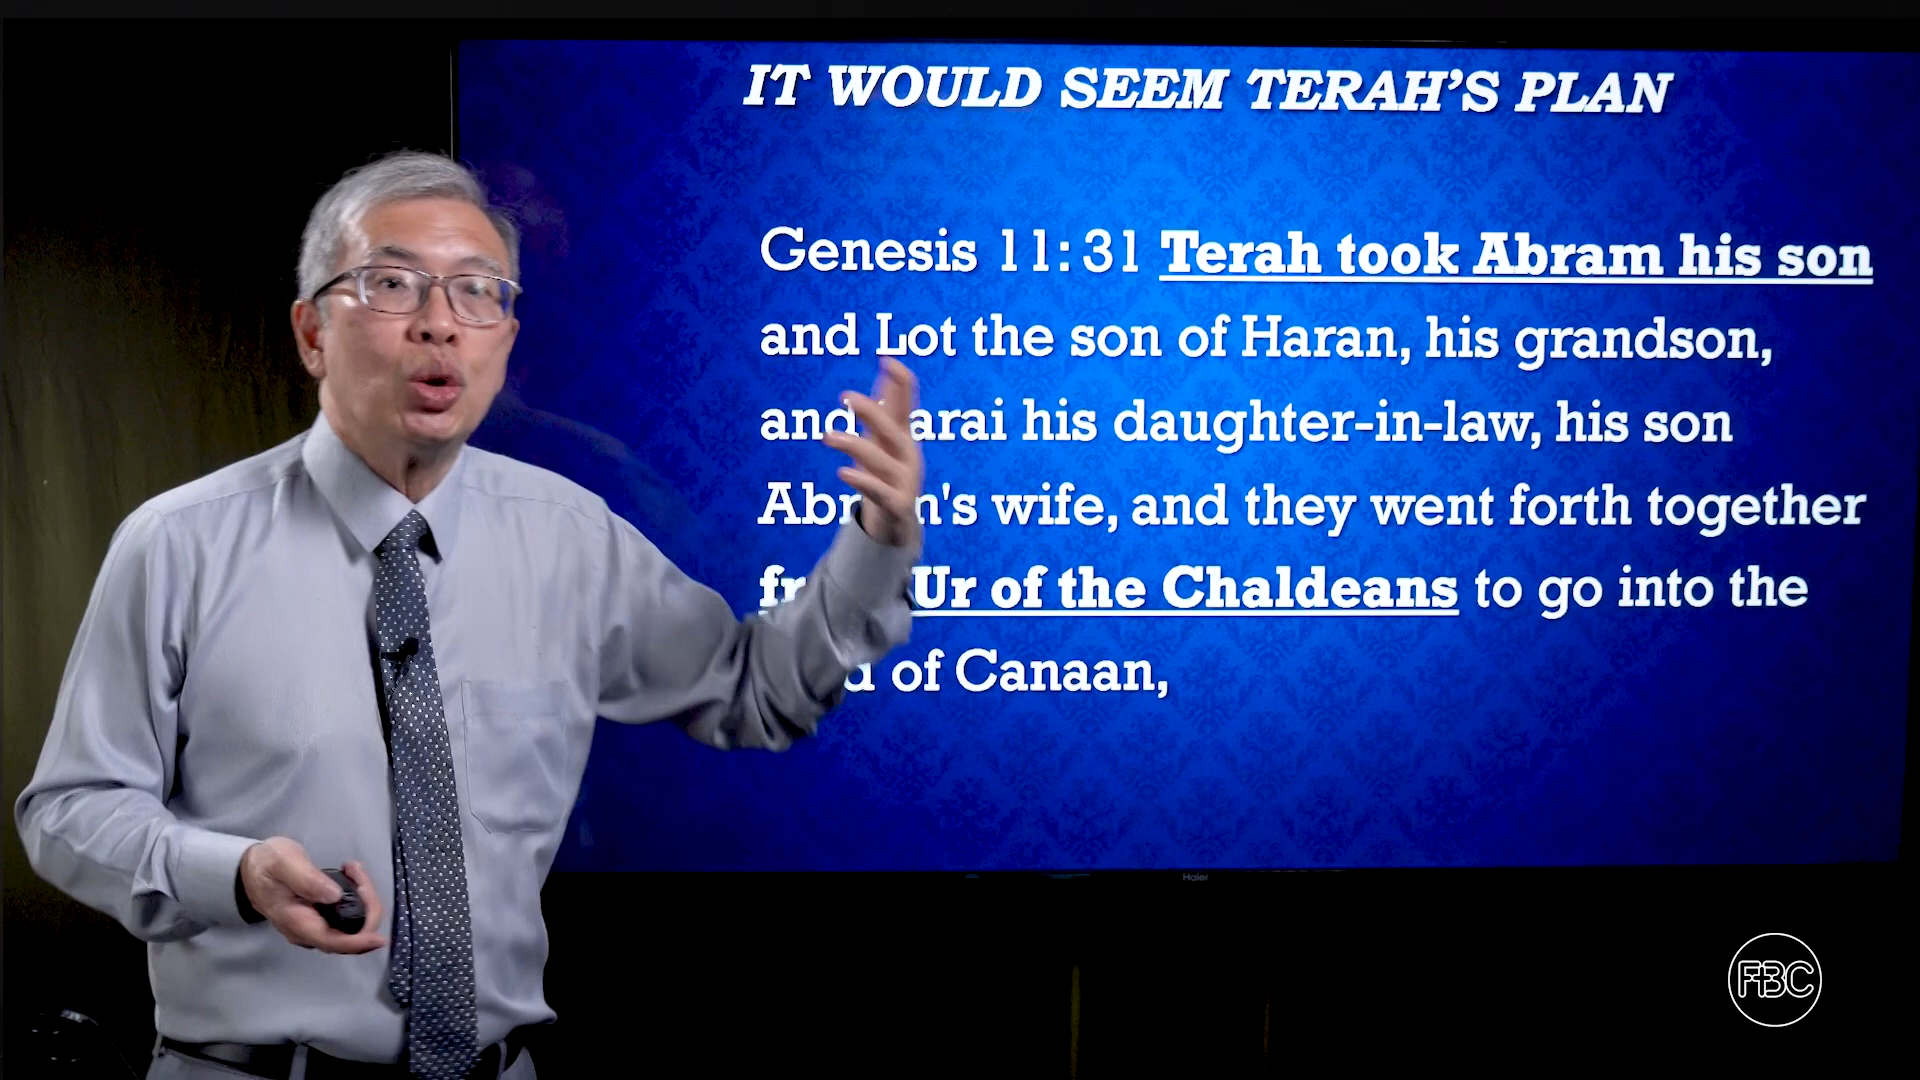 IT WOULD SEEM TERAH'S PLAN
Genesis 11:31 Terah took Abram his son
and Lot the son of Haran, his grandson,
and his daughter-in-law, his son
wife, and they went forth together
Ur of the Chaldeans to go into the
of Canaan,
Haier
FBC